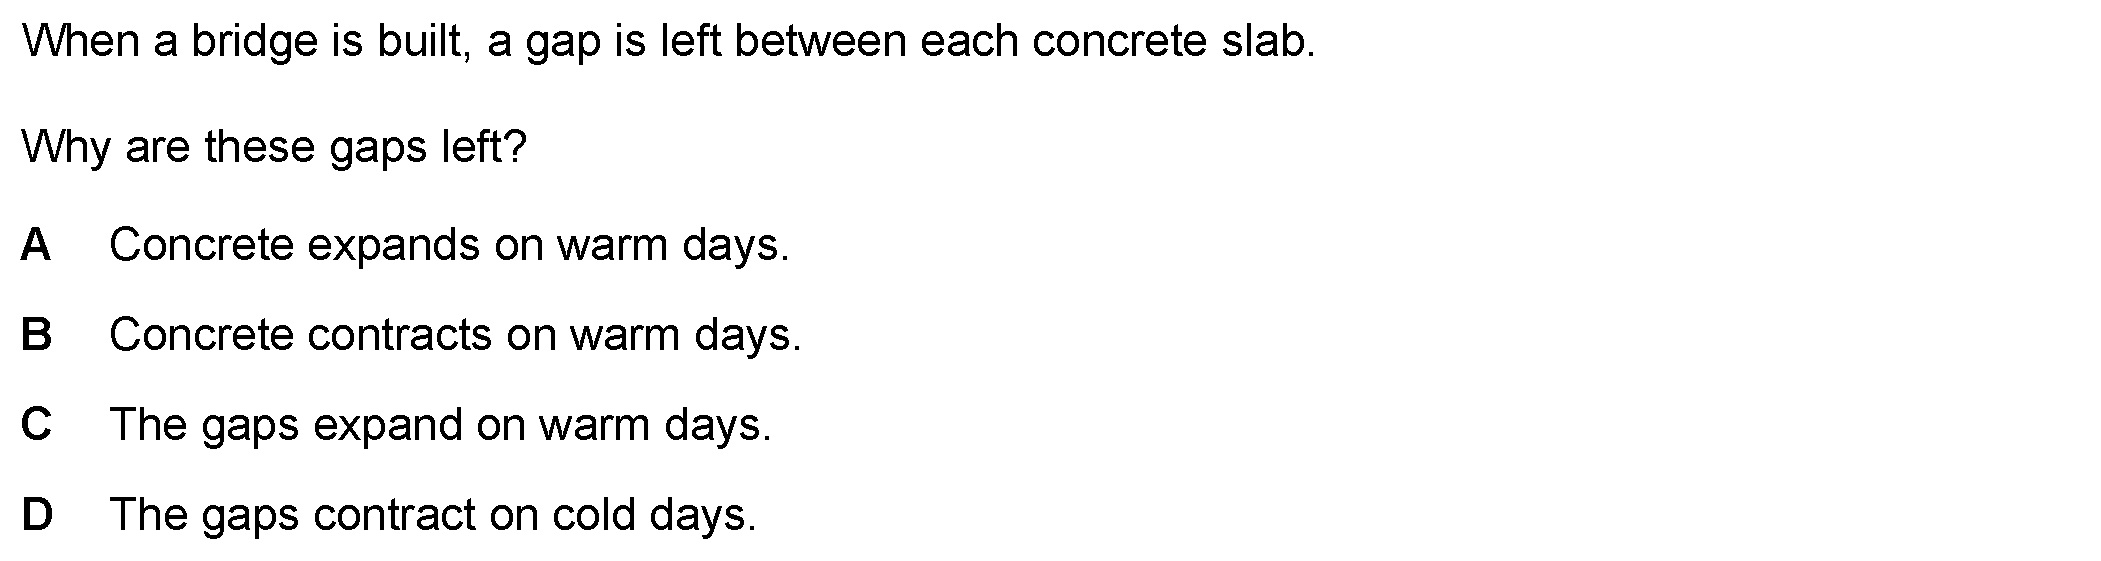 When a bridge is built, a gap is left between each concrete slab.
Why are these gaps left?
A Concrete expands on warm days.
B Concrete contracts on warm days.
C The gaps expand on warm days.
D The gaps contract on cold days.